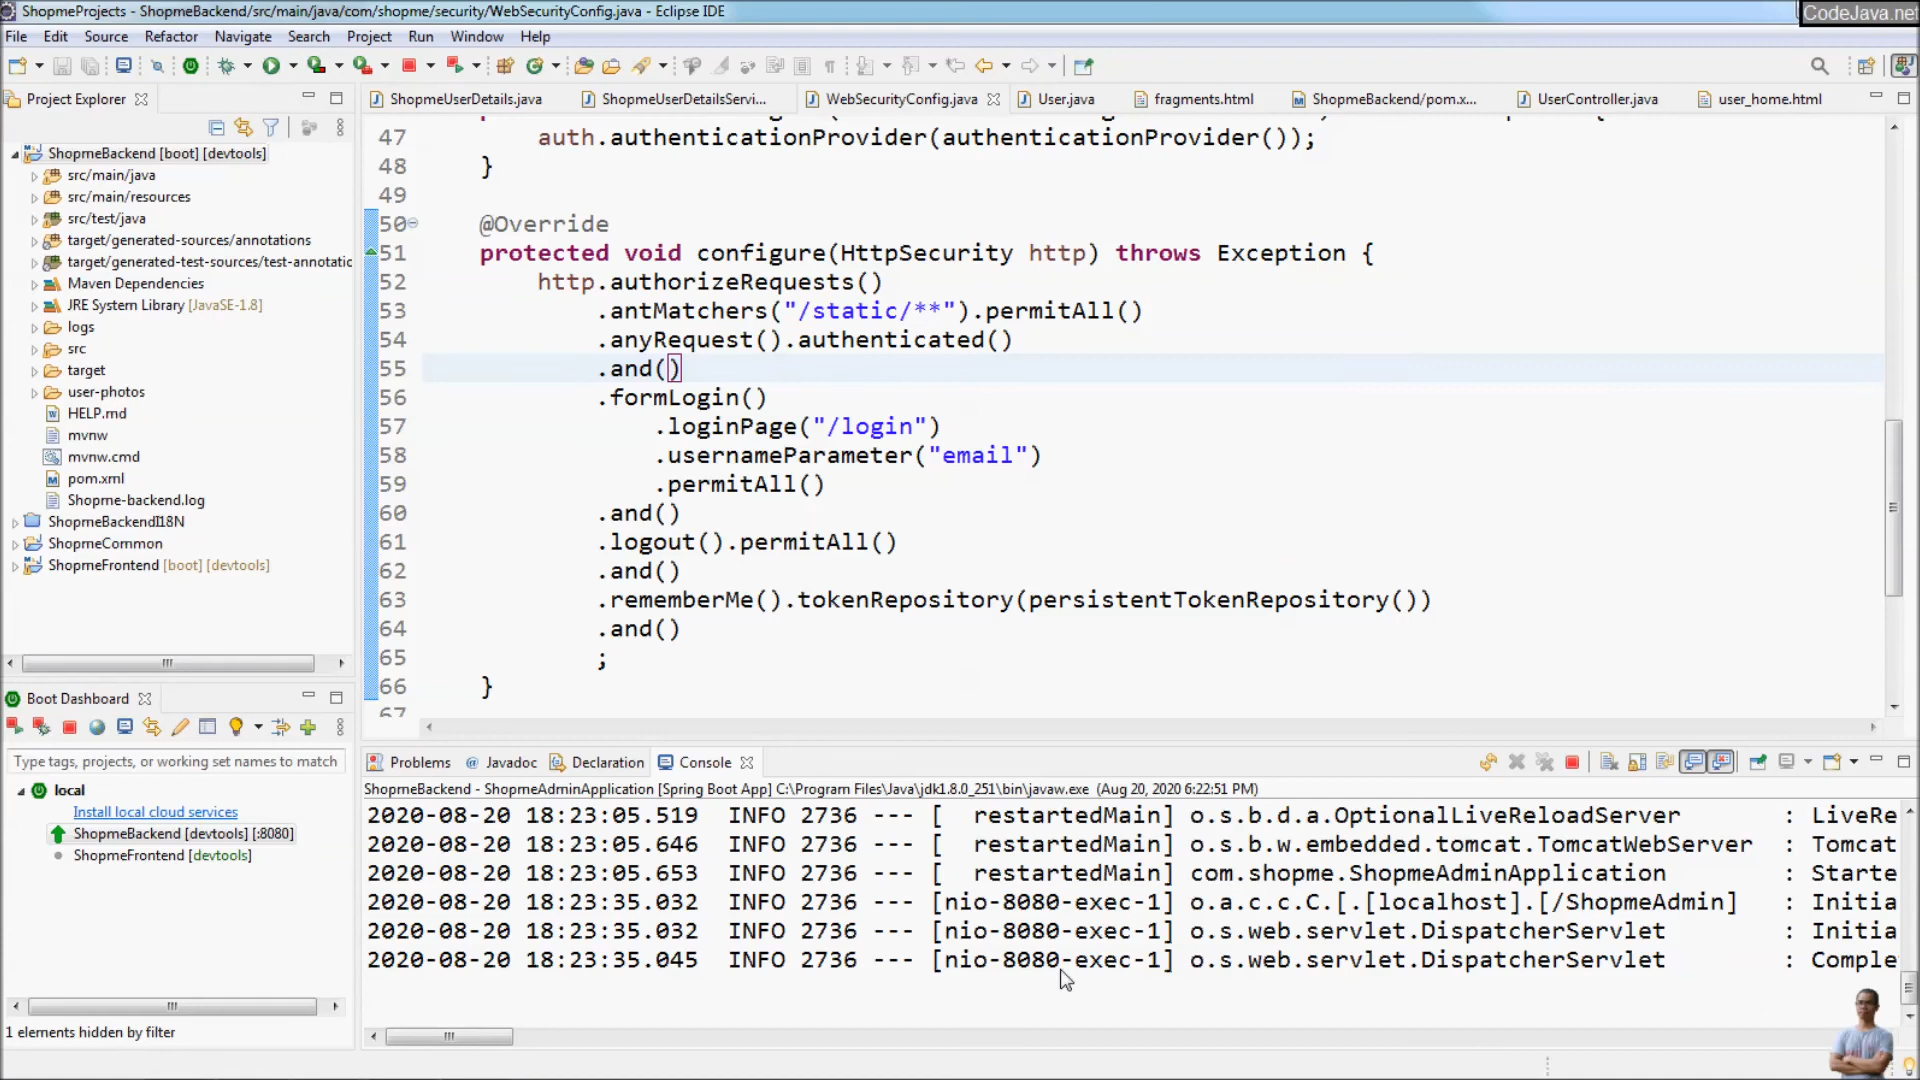 ShopmeProjects - ShopmeBackend/src/main/java/com/shopme/security/WebSecurityConfig.java - Eclipse IDE
CodeJava.net
File Edit Source Refactor Navigate Search Project Run Window Help
Project Explorer
ShopmeUserDetails.java ShopmeUserDetailsServi... WebSecurityConfig.java User.java fragments.html ShopmeBackend/pom.x... UserController.java user_home.html
ShopmeBackend [boot] [devtools]
src/main/java
src/main/resources
src/test/java
target/generated-sources/annotations
target/generated-test-sources/test-annotatic
Maven Dependencies
JRE System Library [JavaSE-1.8]
logs
src
target
user-photos
HELP.md
mvnw
mvnw.cmd
pom.xml
Shopme-backend.log
ShopmeBackendI18N
ShopmeCommon
ShopmeFrontend [boot] [devtools]
47 auth.authenticationProvider(authenticationProvider());
48 }
49
50 @Override
51 protected void configure(HttpSecurity http) throws Exception {
52 http.authorizeRequests()
53 .antMatchers("/static/**").permitAll()
54 .anyRequest().authenticated()
55 .and()
56 .formLogin()
57 .loginPage("/login")
58 .usernameParameter("email")
59 .permitAll()
60 .and()
61 .logout().permitAll()
62 .and()
63 .rememberMe().tokenRepository(persistentTokenRepository())
64 .and()
65 ;
66 }
67
Boot Dashboard
Type tags, projects, or working set names to match
local
Install local cloud services
ShopmeBackend [devtools] [:8080]
ShopmeFrontend [devtools]
1 elements hidden by filter
Problems @ Javadoc Declaration Console
ShopmeBackend - ShopmeAdminApplication [Spring Boot App] C:\Program Files\Java\jdk1.8.0_251\bin\javaw.exe (Aug 20, 2020 6:22:51 PM)
2020-08-20 18:23:05.519 INFO 2736 --- [ restartedMain] o.s.b.d.a.OptionalLiveReloadServer : LiveRe
2020-08-20 18:23:05.646 INFO 2736 --- [ restartedMain] o.s.b.w.embedded.tomcat.TomcatWebServer : Tomcat
2020-08-20 18:23:05.653 INFO 2736 --- [ restartedMain] com.shopme.ShopmeAdminApplication : Starte
2020-08-20 18:23:35.032 INFO 2736 --- [nio-8080-exec-1] o.a.c.c.C.[.[localhost].[/ShopmeAdmin] : Initia
2020-08-20 18:23:35.032 INFO 2736 --- [nio-8080-exec-1] o.s.web.servlet.DispatcherServlet : Initia
2020-08-20 18:23:35.045 INFO 2736 --- [nio-8080-exec-1] o.s.web.servlet.DispatcherServlet : Comple